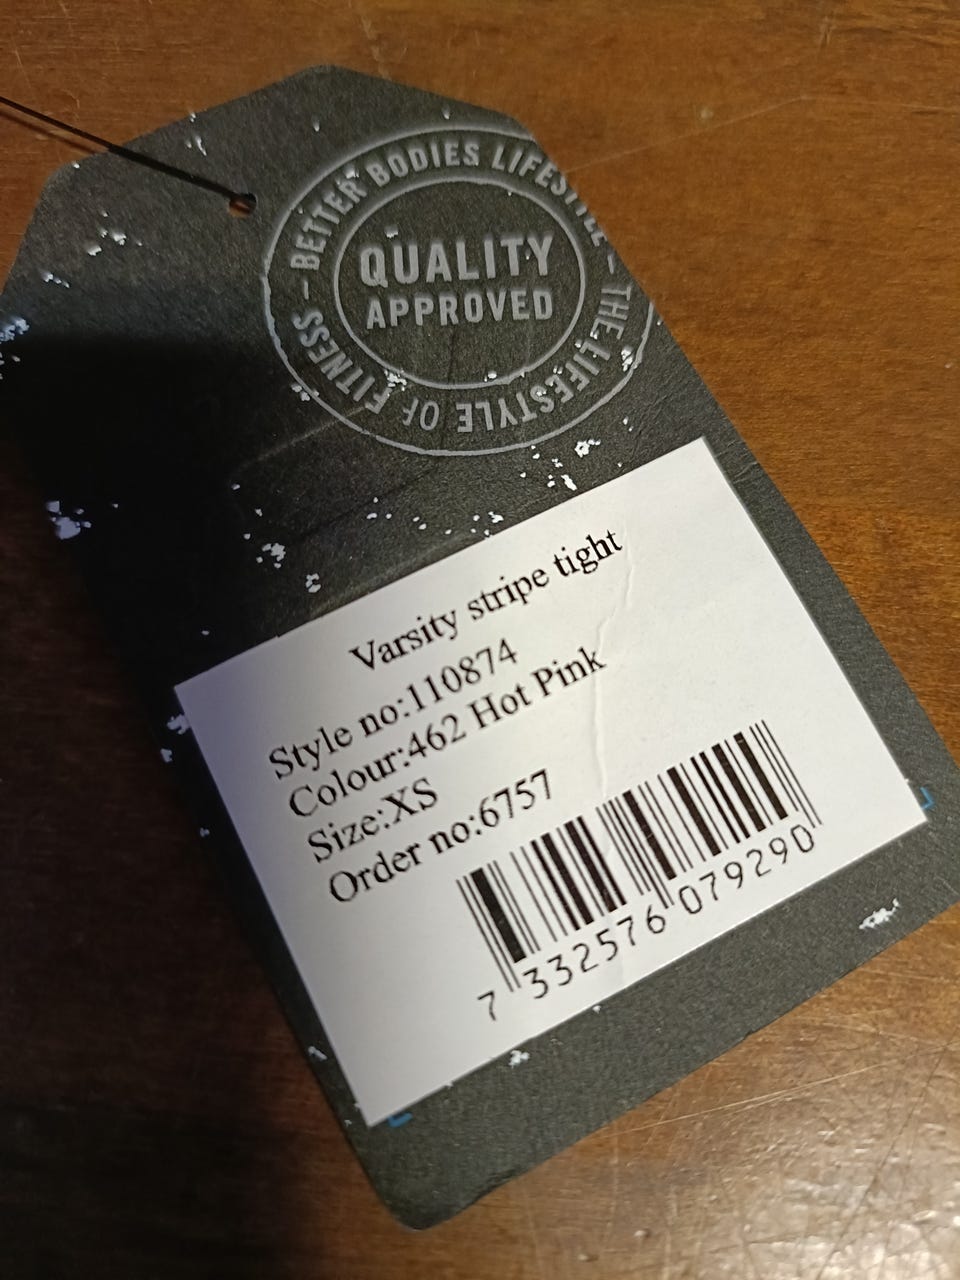 BETTER BODIES LIFESTYLE – THE LIFESTYLE OF FITNESS –
QUALITY
APPROVED
Varsity stripe tight
Style no:110874
Colour:462 Hot Pink
Size:XS
Order no:6757
7 332576 079290